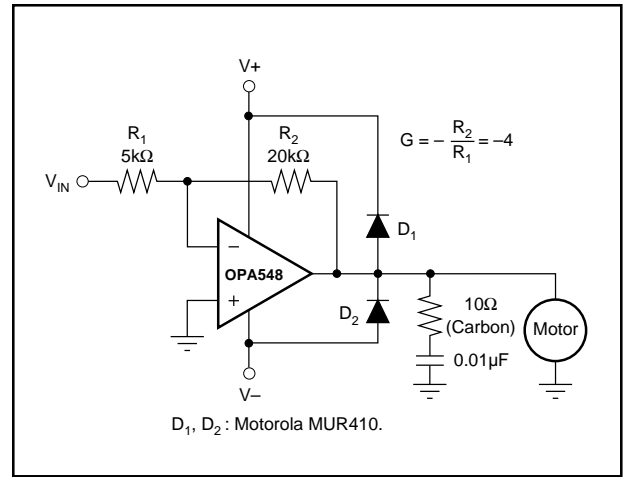 V+
R1
5kΩ
R2
20kΩ
G = – R2/R1 = –4
VIN
–
+
OPA548
D1
D2
10Ω
(Carbon)
0.01µF
Motor
V–
D1, D2 : Motorola MUR410.